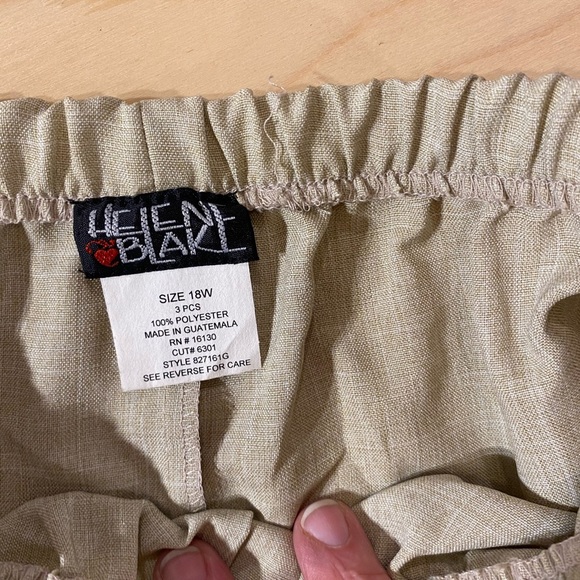 HELENE
BLAKE
SIZE 18W
3 PCS
100% POLYESTER
MADE IN GUATEMALA
RN # 16130
CUT# 6301
STYLE 827161G
SEE REVERSE FOR CARE